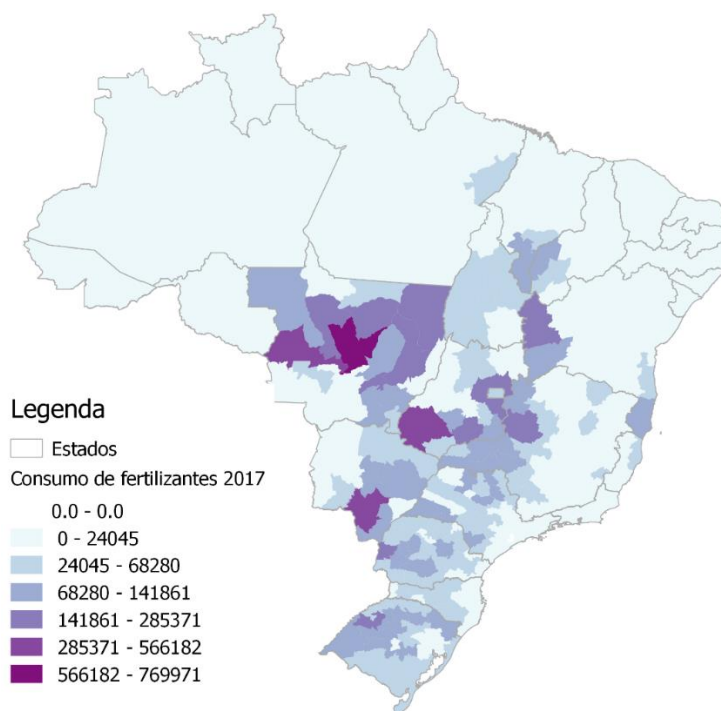 Legenda
Estados
Consumo de fertilizantes 2017
0.0 - 0.0
0 - 24045
24045 - 68280
68280 - 141861
141861 - 285371
285371 - 566182
566182 - 769971